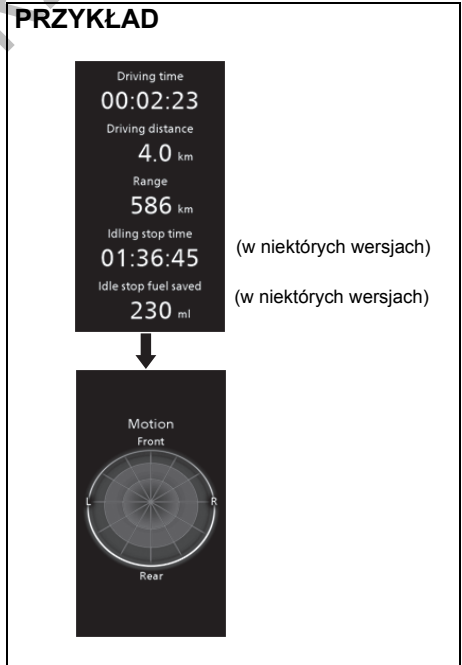 PRZYKŁAD
Driving time
00:02:23
Driving distance
4.0 km
Range
586 km
Idling stop time
01:36:45 (w niektórych wersjach)
Idle stop fuel saved (w niektórych wersjach)
230 ml
Motion
Front
L R
Rear